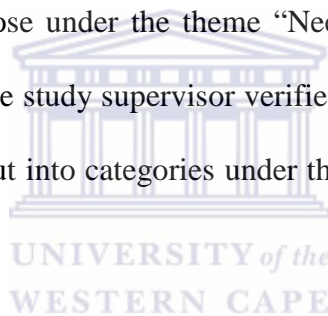 ose under the theme “Nee
e study supervisor verifie
ut into categories under th
UNIVERSITY of the
WESTERN CAPE